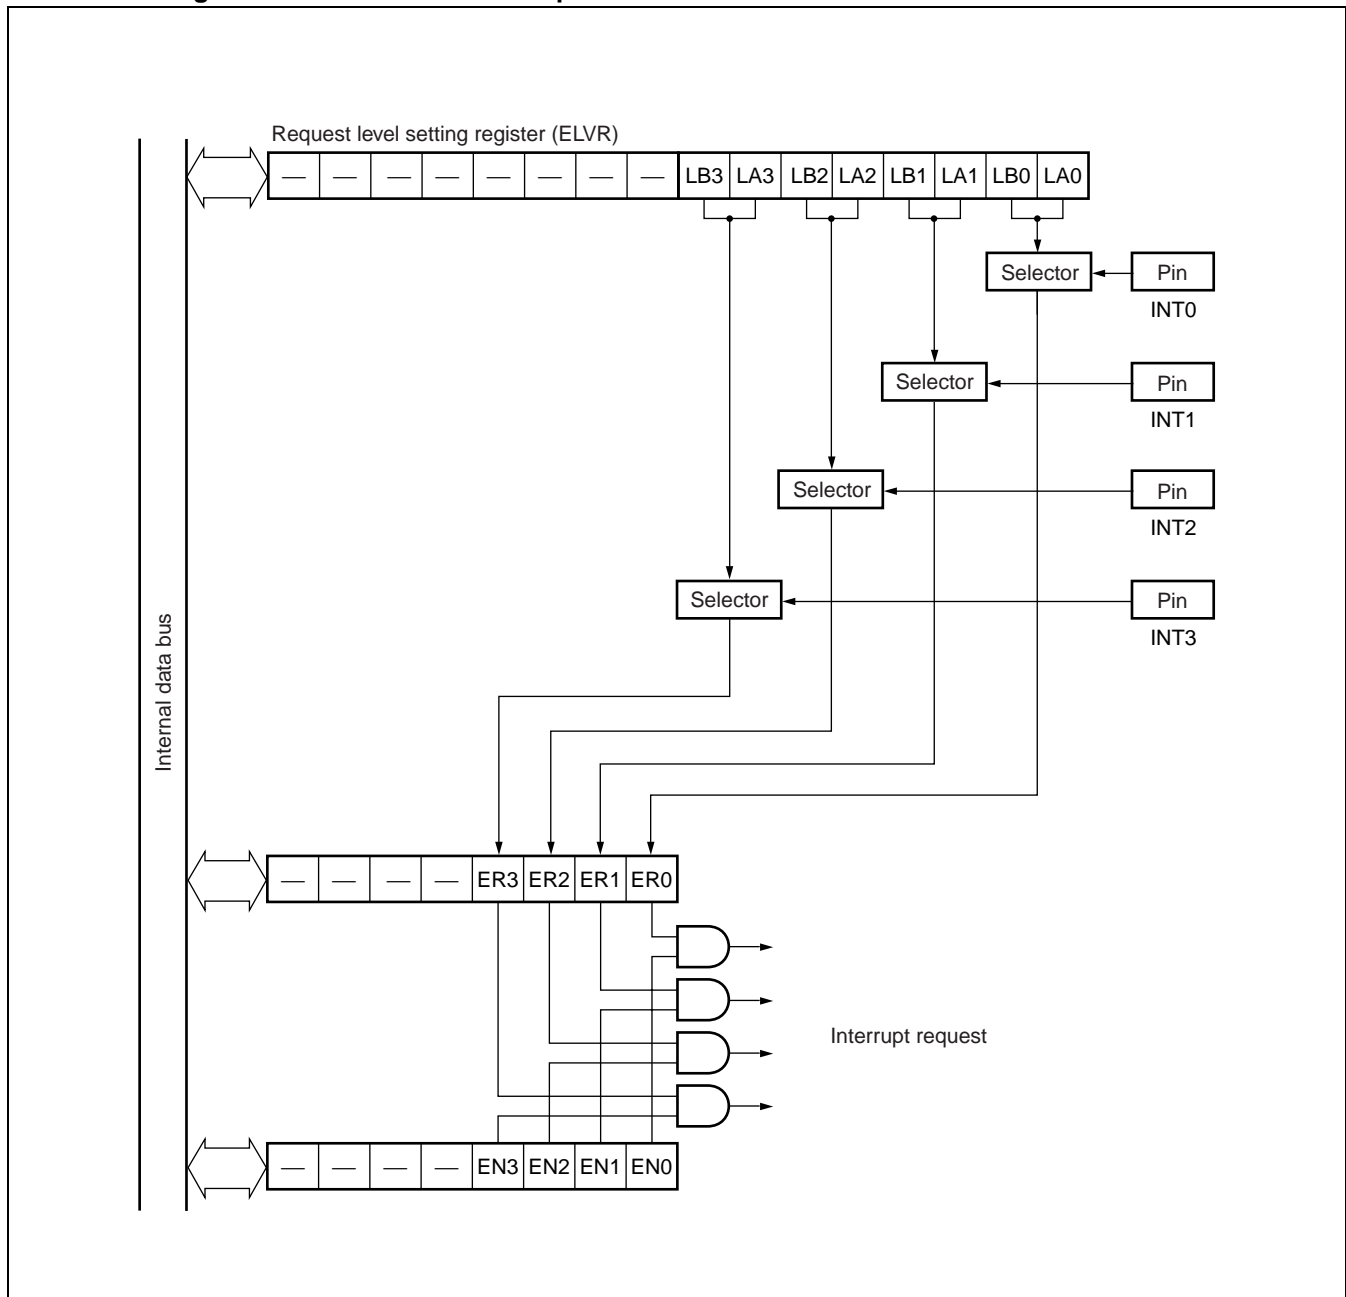 Request level setting register (ELVR)
— — — — — — — — LB3 LA3 LB2 LA2 LB1 LA1 LB0 LA0
Selector Pin
INT0
Selector Pin
INT1
Selector Pin
INT2
Selector Pin
INT3
Internal data bus
— — — — ER3 ER2 ER1 ER0
Interrupt request
— — — — EN3 EN2 EN1 EN0